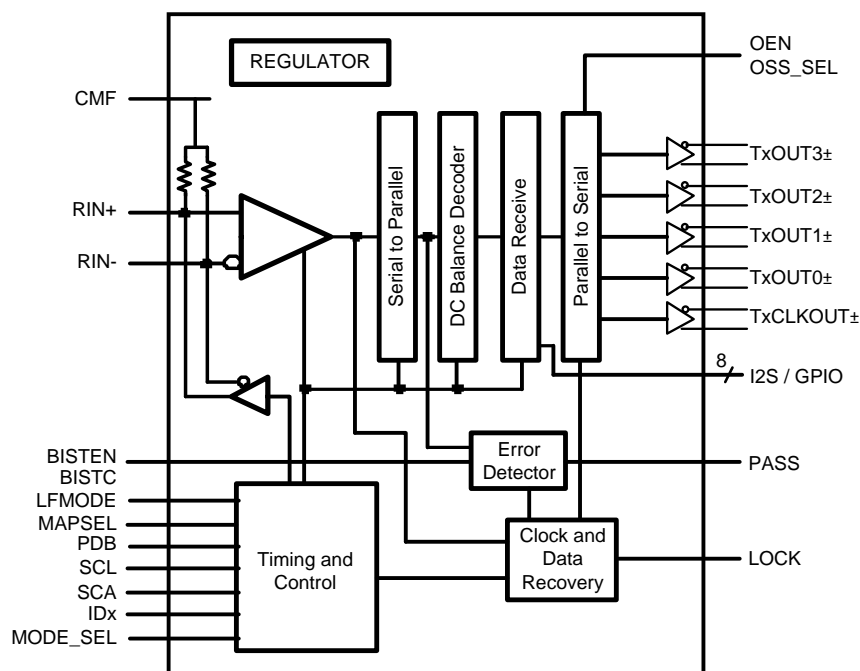 REGULATOR
OEN
OSS_SEL
CMF
RIN+
RIN-
Serial to Parallel
DC Balance Decoder
Data Receive
Parallel to Serial
TxOUT3±
TxOUT2±
TxOUT1±
TxOUT0±
TxCLKOUT±
8
I2S / GPIO
BISTEN
BISTC
LFMODE
MAPSEL
PDB
SCL
SCA
IDx
MODE_SEL
Timing and
Control
Error
Detector
PASS
Clock and
Data
Recovery
LOCK